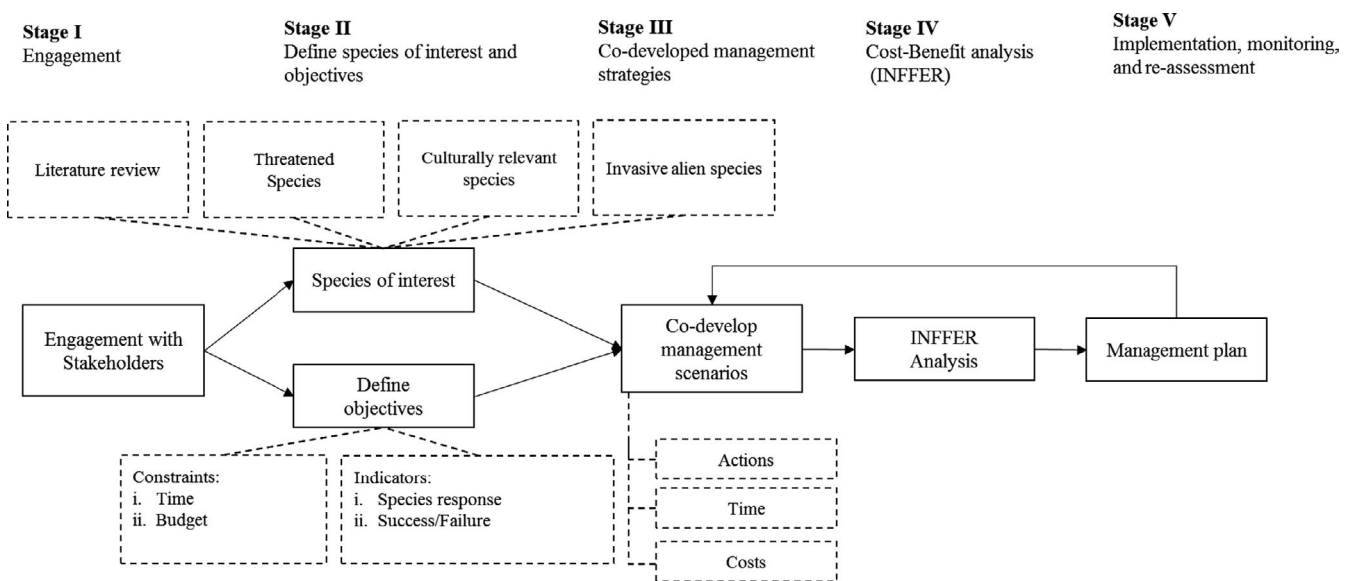 Stage I
Engagement
Stage II
Define species of interest and
objectives
Stage III
Co-developed management
strategies
Stage IV
Cost-Benefit analysis
(INFFER)
Stage V
Implementation, monitoring,
and re-assessment
Literature review
Threatened
Species
Culturally relevant
species
Invasive alien species
Species of interest
Engagement with
Stakeholders
Define
objectives
Co-develop
management
scenarios
INFFER
Analysis
Management plan
Constraints:
i. Time
ii. Budget
Indicators:
i. Species response
ii. Success/Failure
Actions
Time
Costs